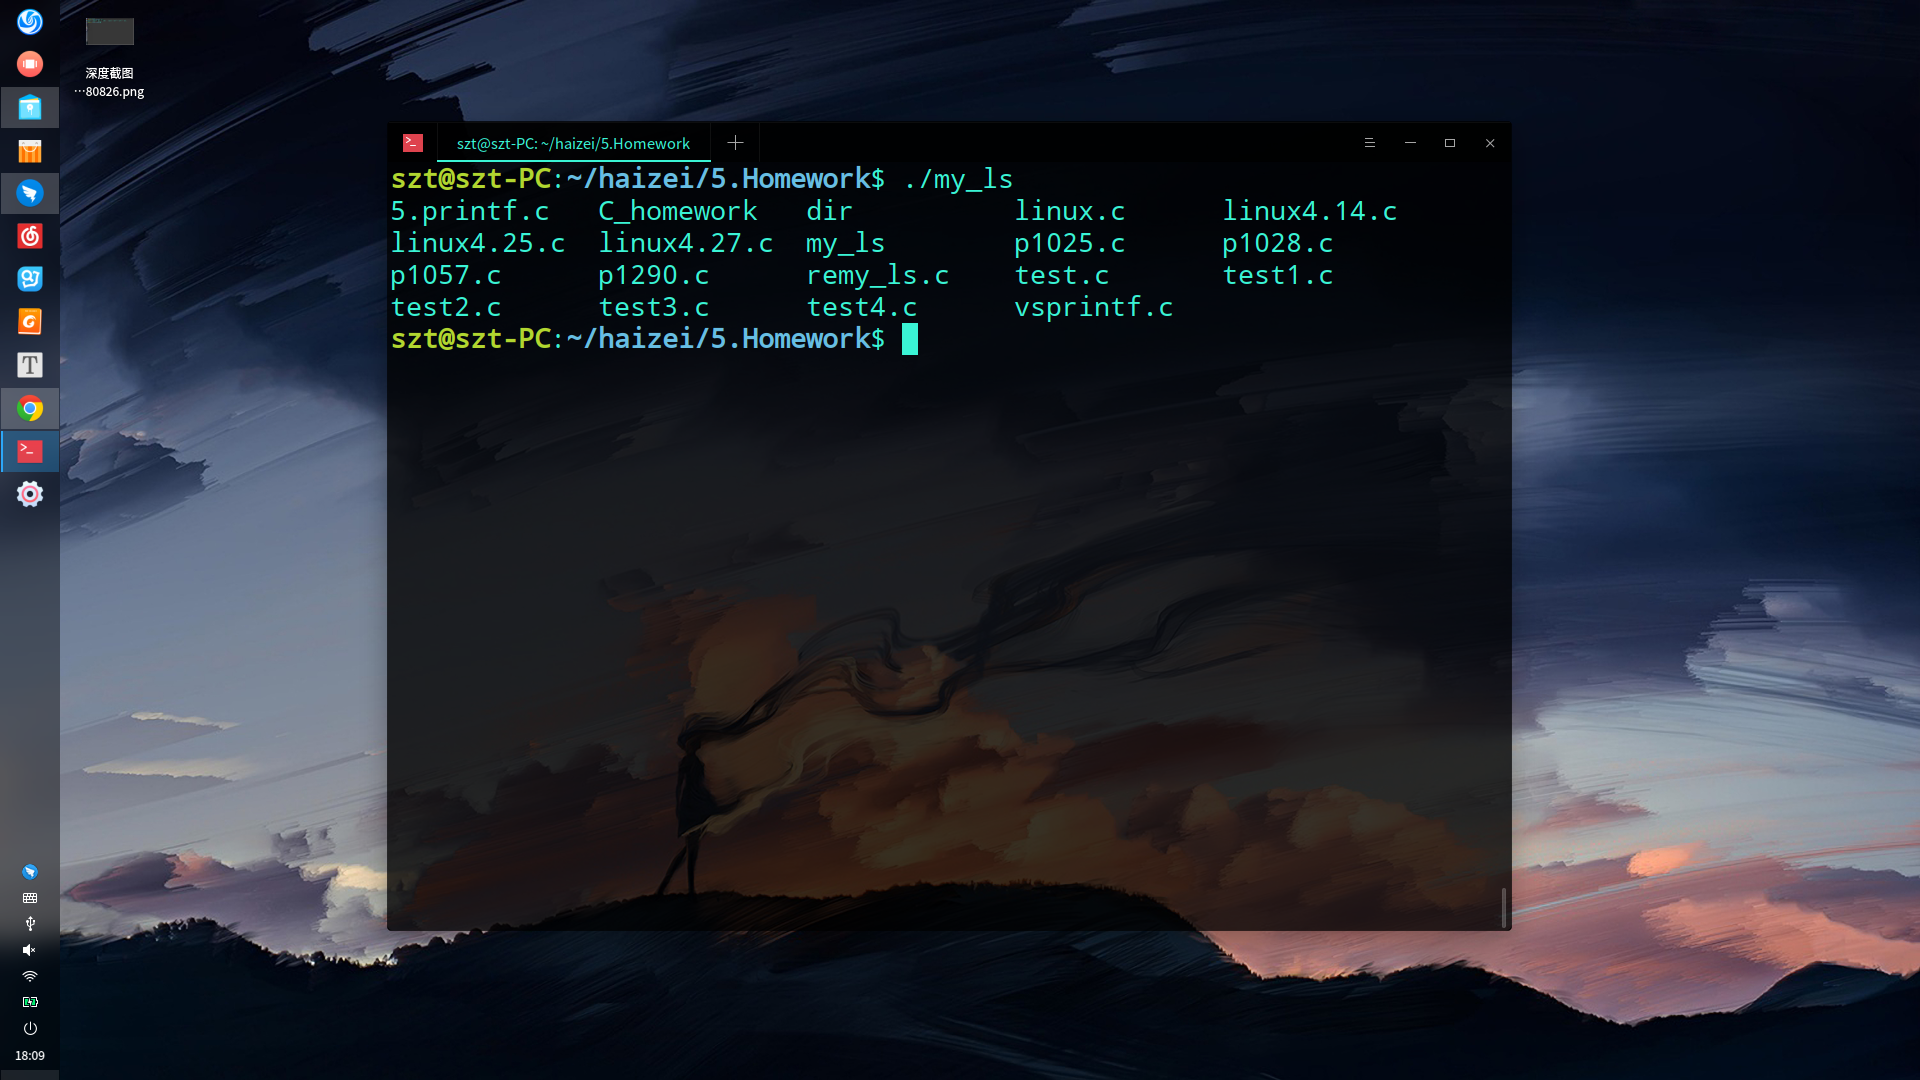 深度截图
···80826.png
szt@szt-PC: ~/haizei/5.Homework
szt@szt-PC:~/haizei/5.Homework$ ./my_ls
5.printf.c C_homework dir linux.c linux4.14.c
linux4.25.c linux4.27.c my_ls p1025.c p1028.c
p1057.c p1290.c remy_ls.c test.c test1.c
test2.c test3.c test4.c vsprintf.c
szt@szt-PC:~/haizei/5.Homework$
18:09